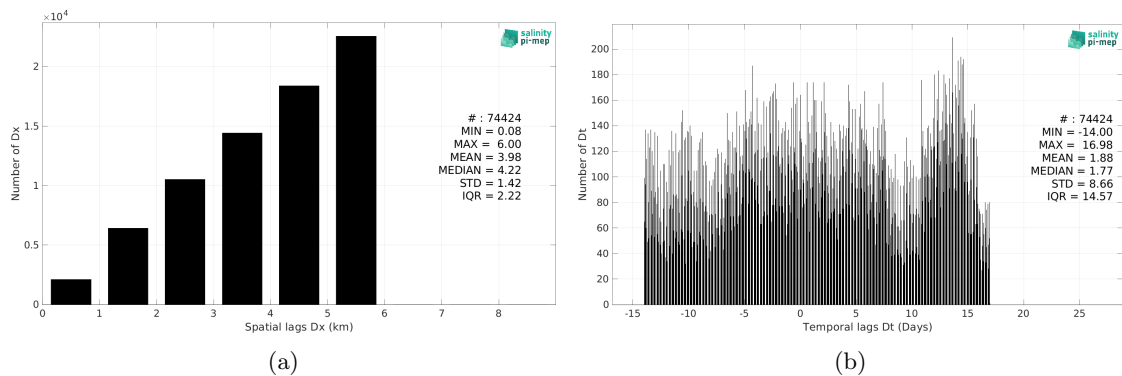 ×10⁴
2
1.5
1
0.5
0
Number of Dx
0 1 2 3 4 5 6 7 8
Spatial lags Dx (km)
salinity
pi-mep
# : 74424
MIN = 0.08
MAX = 6.00
MEAN = 3.98
MEDIAN = 4.22
STD = 1.42
IQR = 2.22
(a)
200
180
160
140
120
100
80
60
40
20
0
Number of Dt
-15 -10 -5 0 5 10 15 20 25
Temporal lags Dt (Days)
salinity
pi-mep
# : 74424
MIN = -14.00
MAX = 16.98
MEAN = 1.88
MEDIAN = 1.77
STD = 8.66
IQR = 14.57
(b)